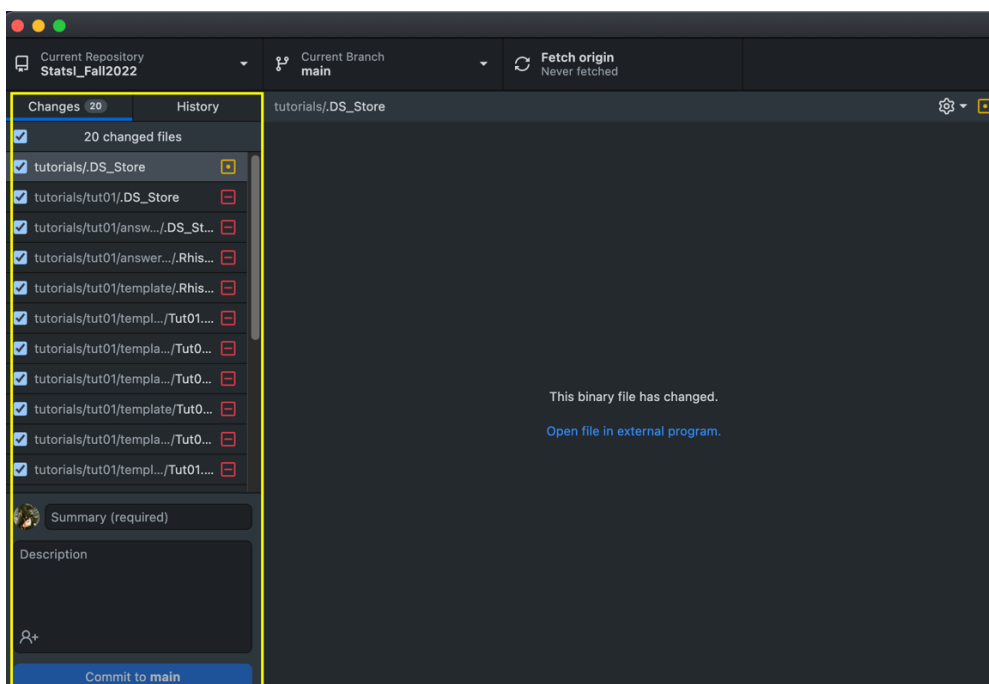 Current Repository
StatsI_Fall2022
Current Branch
main
Fetch origin
Never fetched
Changes 20
History
20 changed files
tutorials/.DS_Store
tutorials/tut01/.DS_Store
tutorials/tut01/answ.../.DS_St...
tutorials/tut01/answer.../.Rhis...
tutorials/tut01/template/.Rhis...
tutorials/tut01/templ.../Tut01....
tutorials/tut01/templa.../Tut0...
tutorials/tut01/templa.../Tut0...
tutorials/tut01/template/Tut0...
tutorials/tut01/templa.../Tut0...
tutorials/tut01/templ.../Tut01....
Summary (required)
Description
Commit to main
tutorials/.DS_Store
This binary file has changed.
Open file in external program.